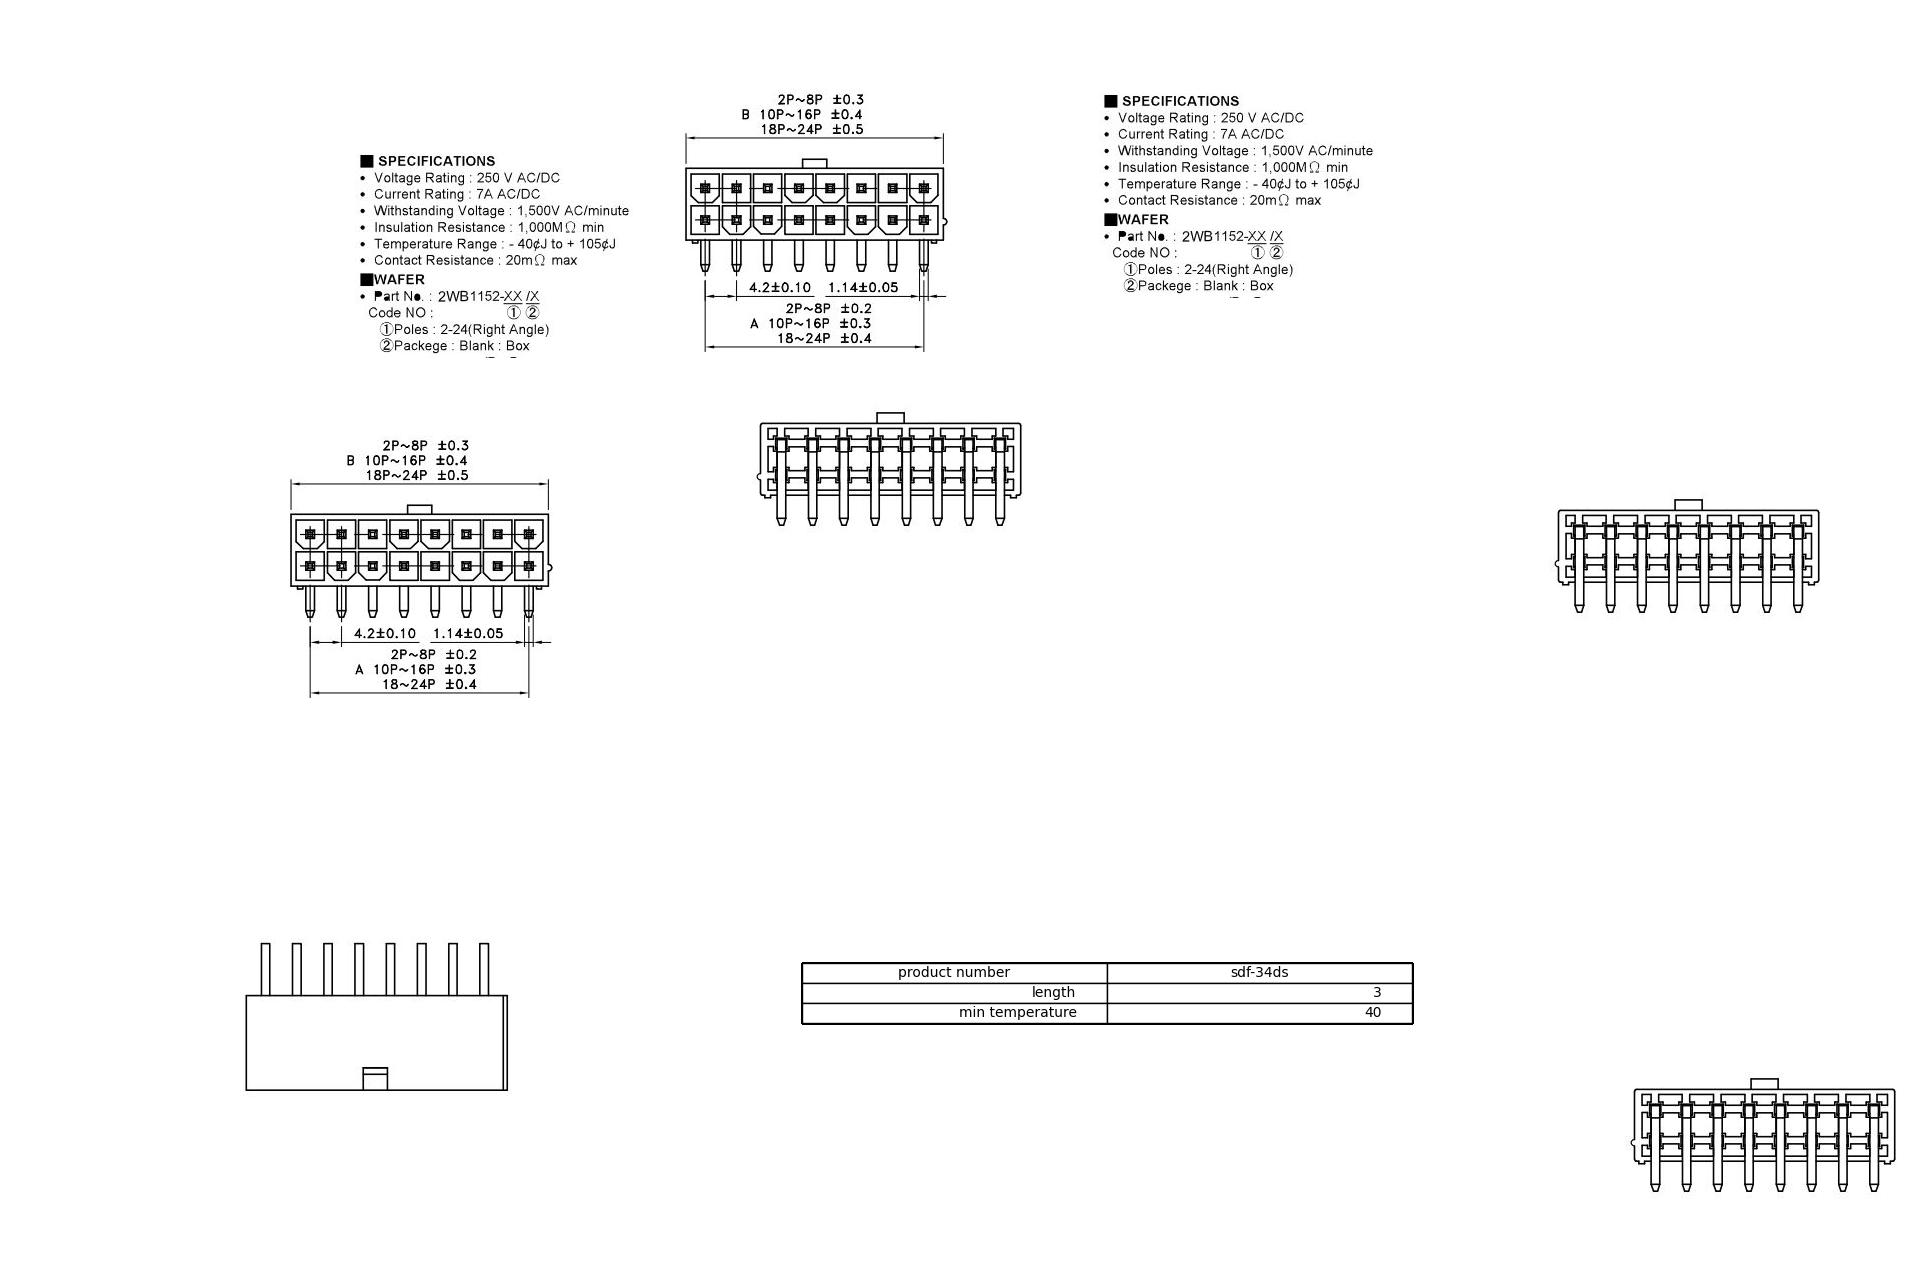 2P~8P ±0.3
B 10P~16P ±0.4
18P~24P ±0.5
4.2±0.10 1.14±0.05
2P~8P ±0.2
A 10P~16P ±0.3
18~24P ±0.4
■ SPECIFICATIONS
• Voltage Rating : 250 V AC/DC
• Current Rating : 7A AC/DC
• Withstanding Voltage : 1,500V AC/minute
• Insulation Resistance : 1,000MΩ min
• Temperature Range : - 40¢J to + 105¢J
• Contact Resistance : 20mΩ max
■WAFER
• Part No. : 2WB1152-XX /X
Code NO : ① ②
①Poles : 2-24(Right Angle)
②Packege : Blank : Box
■ SPECIFICATIONS
• Voltage Rating : 250 V AC/DC
• Current Rating : 7A AC/DC
• Withstanding Voltage : 1,500V AC/minute
• Insulation Resistance : 1,000MΩ min
• Temperature Range : - 40¢J to + 105¢J
• Contact Resistance : 20mΩ max
■WAFER
• Part No. : 2WB1152-XX /X
Code NO : ① ②
①Poles : 2-24(Right Angle)
②Packege : Blank : Box
2P~8P ±0.3
B 10P~16P ±0.4
18P~24P ±0.5
4.2±0.10 1.14±0.05
2P~8P ±0.2
A 10P~16P ±0.3
18~24P ±0.4
product number sdf-34ds
length 3
min temperature 40